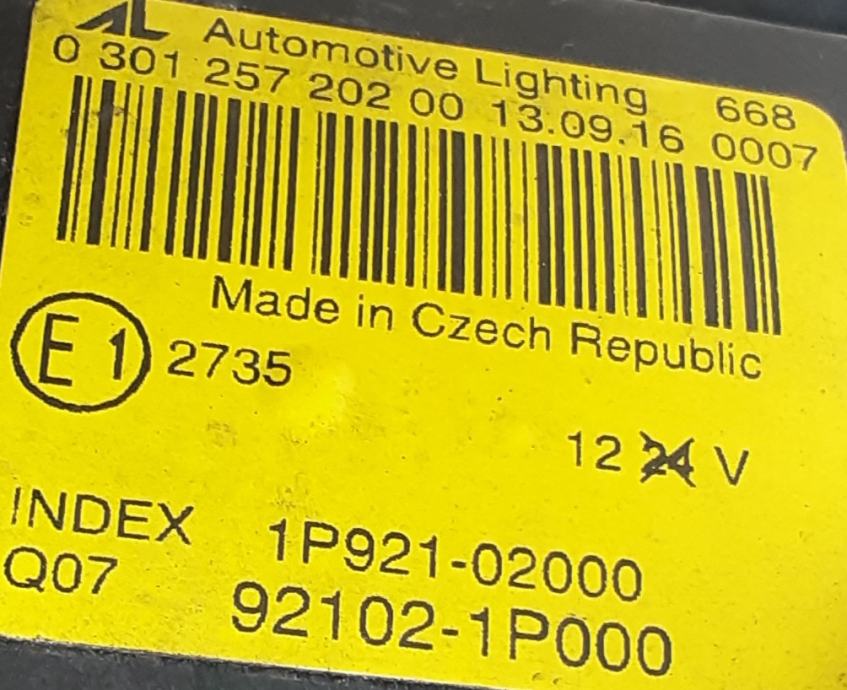 AL Automotive Lighting 668
0 301 257 202 00 13.09.16 0007
Made in Czech Republic
E 1 2735
12 24 V
INDEX 1P921-02000
Q07 92102-1P000